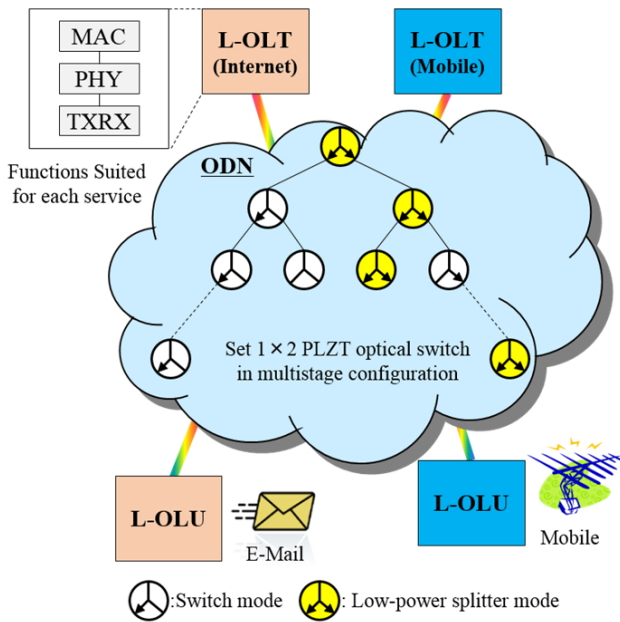 MAC
PHY
TXRX
Functions Suited
for each service
L-OLT
(Internet)
L-OLT
(Mobile)
ODN
Set 1×2 PLZT optical switch
in multistage configuration
L-OLU
E-Mail
L-OLU
Mobile
:Switch mode
: Low-power splitter mode